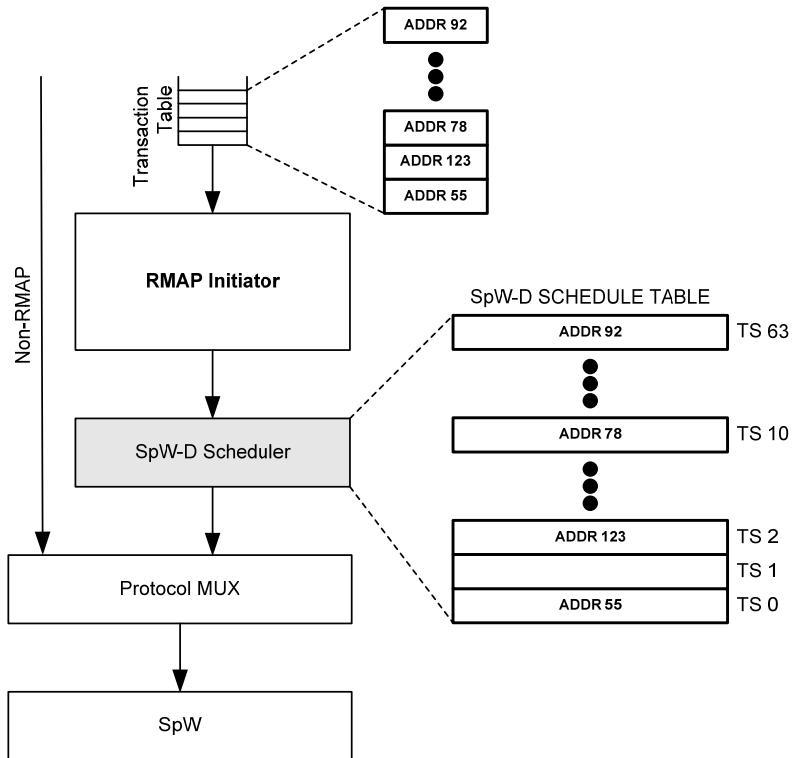 ADDR 92
Transaction
Table
ADDR 78
ADDR 123
ADDR 55
RMAP Initiator
Non-RMAP
SpW-D SCHEDULE TABLE
ADDR 92
TS 63
ADDR 78
TS 10
SpW-D Scheduler
ADDR 123
TS 2
TS 1
ADDR 55
TS 0
Protocol MUX
SpW